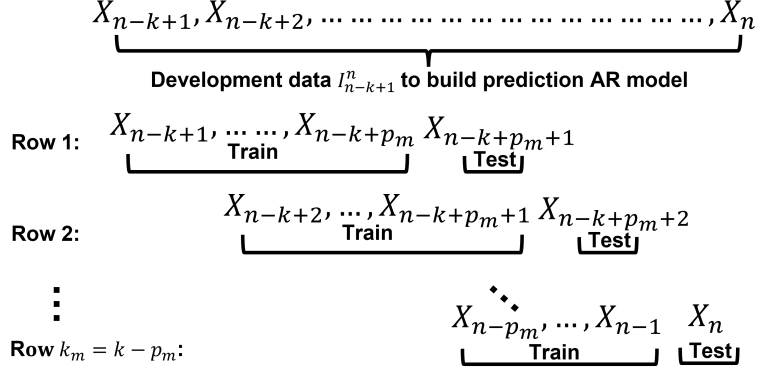 X_{n-k+1}, X_{n-k+2}, … … … … … … … … … … … … … …, X_n
Development data I^n_{n-k+1} to build prediction AR model
Row 1: X_{n-k+1}, … …, X_{n-k+p_m} X_{n-k+p_m+1}
Train Test
Row 2: X_{n-k+2}, …, X_{n-k+p_m+1} X_{n-k+p_m+2}
Train Test
⋮ ⋱
X_{n-p_m}, …, X_{n-1} X_n
Row k_m = k − p_m: Train Test